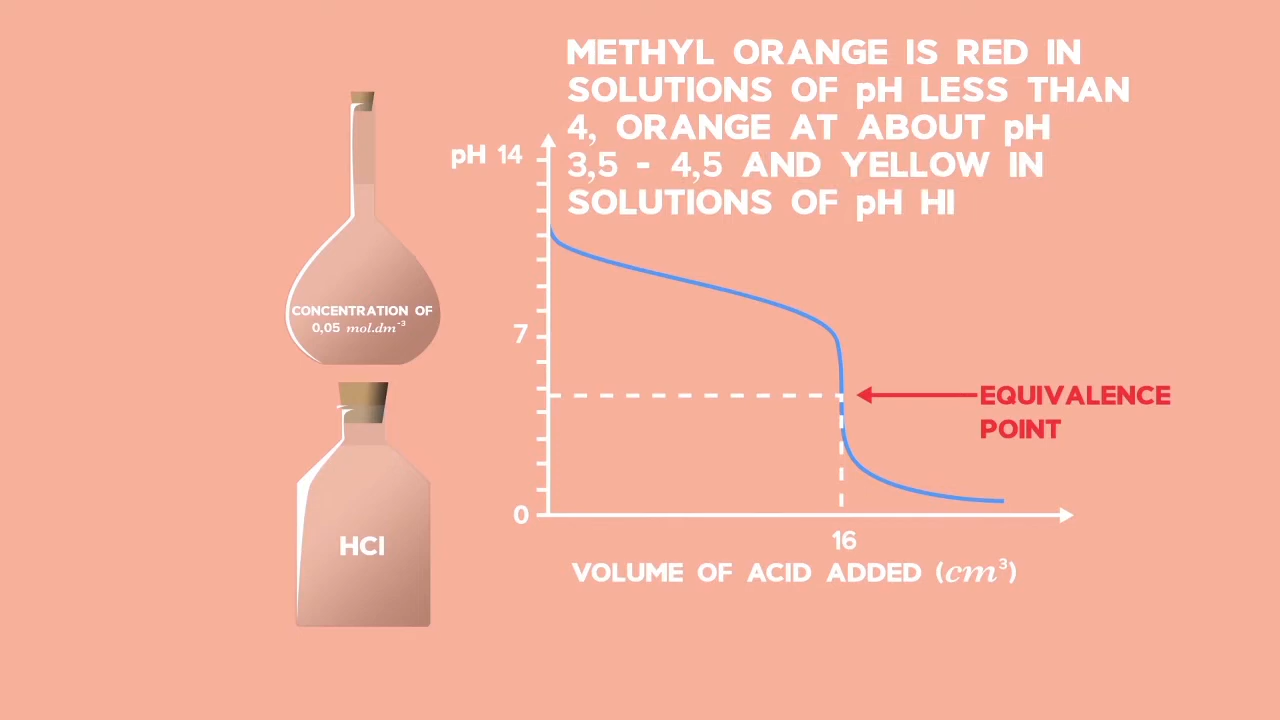 METHYL ORANGE IS RED IN
SOLUTIONS OF pH LESS THAN
4, ORANGE AT ABOUT pH
3,5 - 4,5 AND YELLOW IN
SOLUTIONS OF pH HI
pH 14
7
0
16
VOLUME OF ACID ADDED (cm³)
EQUIVALENCE
POINT
CONCENTRATION OF
0,05 mol.dm⁻³
HCl